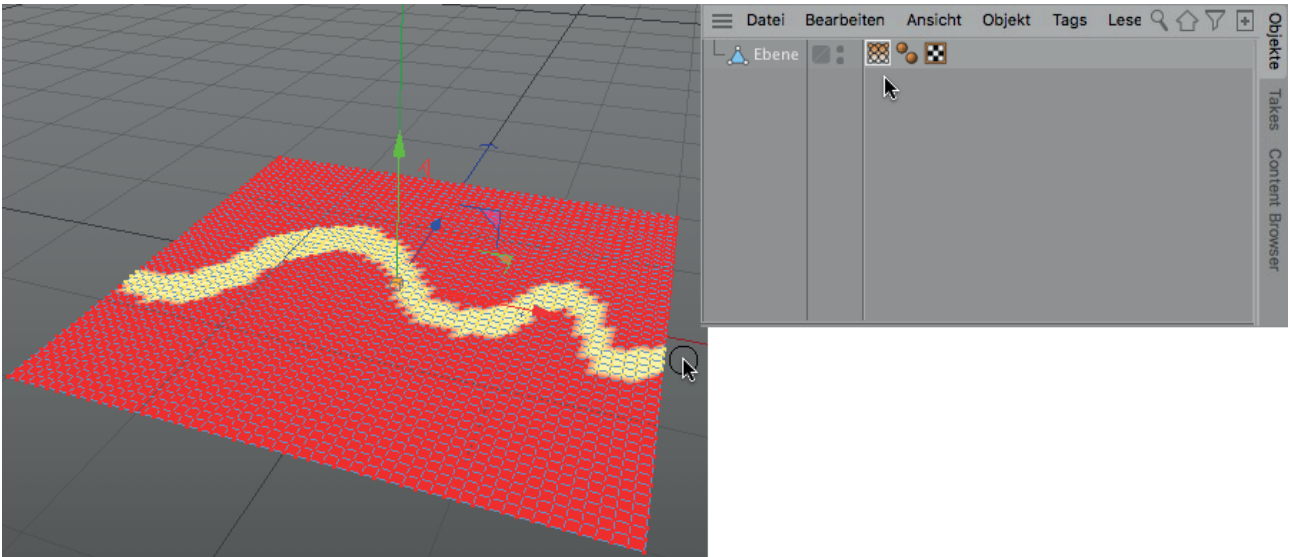 Datei Bearbeiten Ansicht Objekt Tags Lese
Ebene
Objekte
Takes
Content Browser